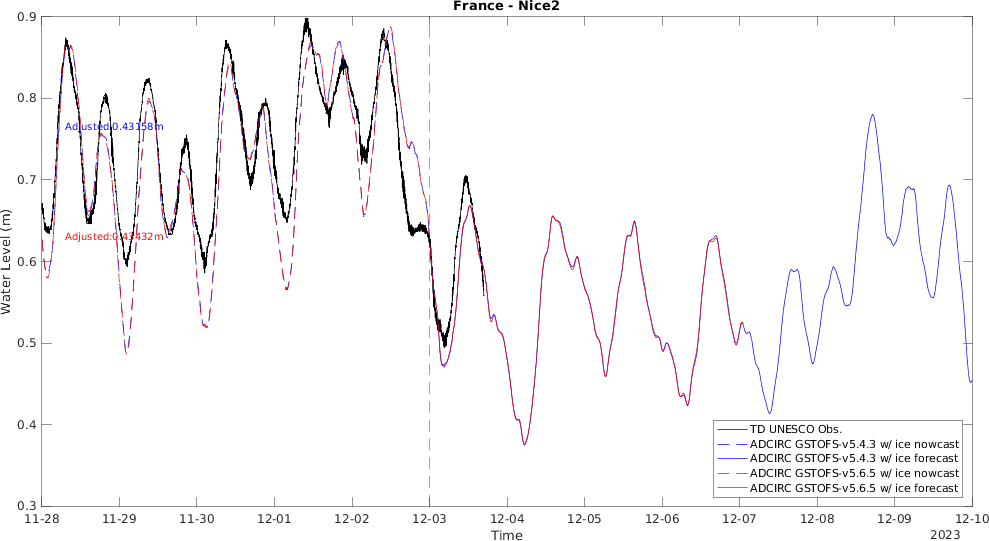 France - Nice2
Water Level (m)
0.9
0.8
0.7
0.6
0.5
0.4
0.3
Adjusted:0.43158m
Adjusted:0.43432m
TD UNESCO Obs.
ADCIRC GSTOFS-v5.4.3 w/ ice nowcast
ADCIRC GSTOFS-v5.4.3 w/ ice forecast
ADCIRC GSTOFS-v5.6.5 w/ ice nowcast
ADCIRC GSTOFS-v5.6.5 w/ ice forecast
11-28 11-29 11-30 12-01 12-02 12-03 12-04 12-05 12-06 12-07 12-08 12-09 12-10
Time
2023